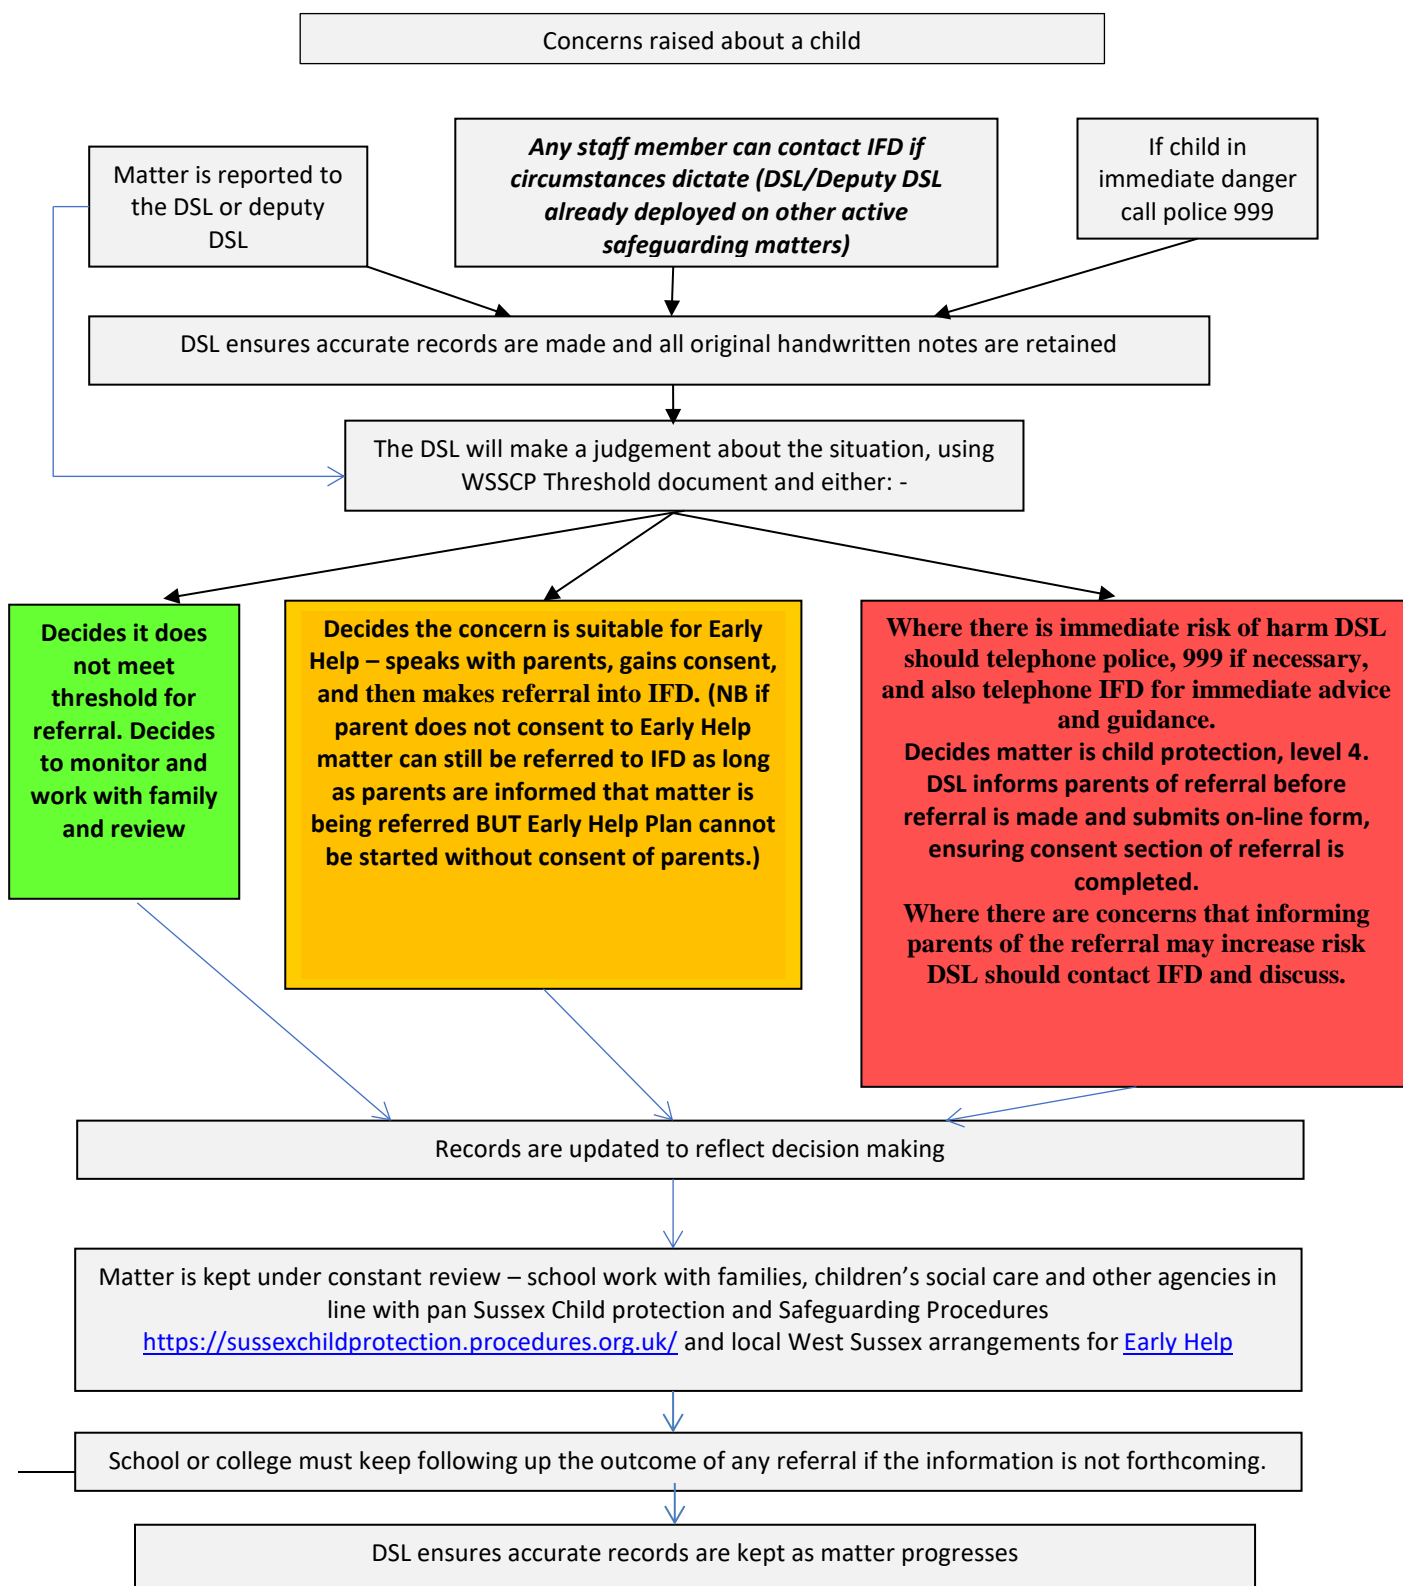 Concerns raised about a child
Matter is reported to
the DSL or deputy
DSL
Any staff member can contact IFD if
circumstances dictate (DSL/Deputy DSL
already deployed on other active
safeguarding matters)
If child in
immediate danger
call police 999
DSL ensures accurate records are made and all original handwritten notes are retained
The DSL will make a judgement about the situation, using
WSSCP Threshold document and either: -
Decides it does
not meet
threshold for
referral. Decides
to monitor and
work with family
and review
Decides the concern is suitable for Early
Help – speaks with parents, gains consent,
and then makes referral into IFD. (NB if
parent does not consent to Early Help
matter can still be referred to IFD as long
as parents are informed that matter is
being referred BUT Early Help Plan cannot
be started without consent of parents.)
Where there is immediate risk of harm DSL
should telephone police, 999 if necessary,
and also telephone IFD for immediate advice
and guidance.
Decides matter is child protection, level 4.
DSL informs parents of referral before
referral is made and submits on-line form,
ensuring consent section of referral is
completed.
Where there are concerns that informing
parents of the referral may increase risk
DSL should contact IFD and discuss.
Records are updated to reflect decision making
Matter is kept under constant review – school work with families, children’s social care and other agencies in
line with pan Sussex Child protection and Safeguarding Procedures
https://sussexchildprotection.procedures.org.uk/ and local West Sussex arrangements for Early Help
School or college must keep following up the outcome of any referral if the information is not forthcoming.
DSL ensures accurate records are kept as matter progresses